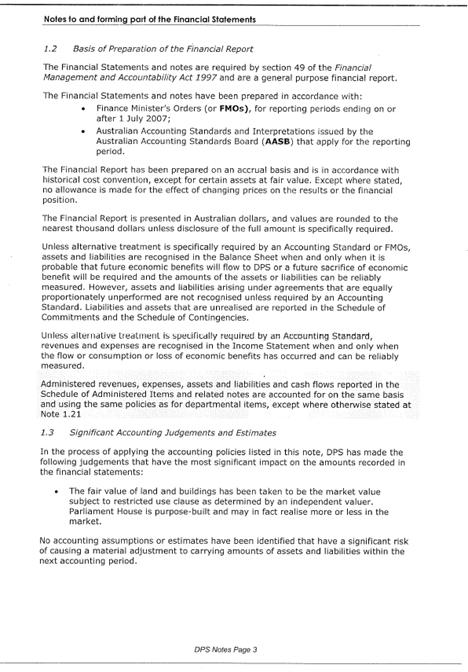 Notes to and forming part of the Financial Statements
1.2 Basis of Preparation of the Financial Report
The Financial Statements and notes are required by section 49 of the Financial
Management and Accountability Act 1997 and are a general purpose financial report.
The Financial Statements and notes have been prepared in accordance with:
• Finance Minister's Orders (or FMOs), for reporting periods ending on or
after 1 July 2007;
• Australian Accounting Standards and Interpretations issued by the
Australian Accounting Standards Board (AASB) that apply for the reporting
period.
The Financial Report has been prepared on an accrual basis and is in accordance with
historical cost convention, except for certain assets at fair value. Except where stated,
no allowance is made for the effect of changing prices on the results or the financial
position.
The Financial Report is presented in Australian dollars, and values are rounded to the
nearest thousand dollars unless disclosure of the full amount is specifically required.
Unless alternative treatment is specifically required by an Accounting Standard or FMOs,
assets and liabilities are recognised in the Balance Sheet when and only when it is
probable that future economic benefits will flow to DPS or a future sacrifice of economic
benefit will be required and the amounts of the assets or liabilities can be reliably
measured. However, assets and liabilities arising under agreements that are equally
proportionately unperformed are not recognised unless required by an Accounting
Standard. Liabilities and assets that are unrealised are reported in the Schedule of
Commitments and the Schedule of Contingencies.
Unless alternative treatment is specifically required by an Accounting Standard,
revenues and expenses are recognised in the Income Statement when and only when
the flow or consumption or loss of economic benefits has occurred and can be reliably
measured.
Administered revenues, expenses, assets and liabilities and cash flows reported in the
Schedule of Administered Items and related notes are accounted for on the same basis
and using the same policies as for departmental items, except where otherwise stated at
Note 1.21
1.3 Significant Accounting Judgements and Estimates
In the process of applying the accounting policies listed in this note, DPS has made the
following judgements that have the most significant impact on the amounts recorded in
the financial statements:
• The fair value of land and buildings has been taken to be the market value
subject to restricted use clause as determined by an independent valuer.
Parliament House is purpose-built and may in fact realise more or less in the
market.
No accounting assumptions or estimates have been identified that have a significant risk
of causing a material adjustment to carrying amounts of assets and liabilities within the
next accounting period.
DPS Notes Page 3